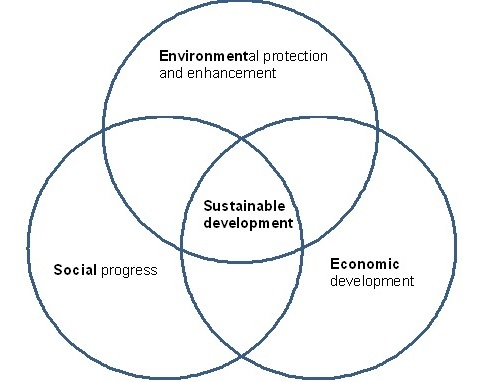 Environmental protection
and enhancement
Sustainable
development
Social progress
Economic
development